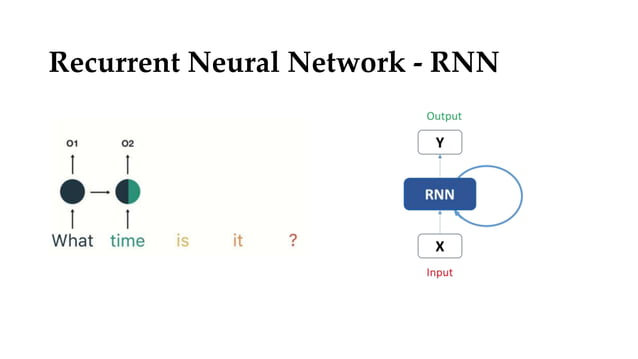 Recurrent Neural Network - RNN
O1 O2
What time is it ?
Output
Y
RNN
X
Input